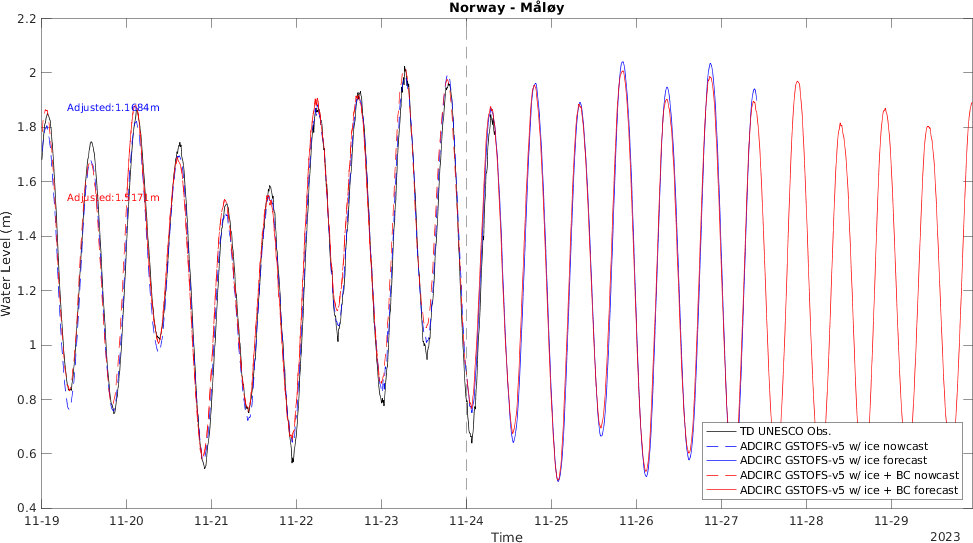 Norway - Måløy
2.2
2
1.8
1.6
1.4
1.2
1
0.8
0.6
0.4
Water Level (m)
Adjusted:1.1684m
Adjusted:1.5171m
TD UNESCO Obs.
ADCIRC GSTOFS-v5 w/ ice nowcast
ADCIRC GSTOFS-v5 w/ ice forecast
ADCIRC GSTOFS-v5 w/ ice + BC nowcast
ADCIRC GSTOFS-v5 w/ ice + BC forecast
11-19 11-20 11-21 11-22 11-23 11-24 11-25 11-26 11-27 11-28 11-29
Time
2023